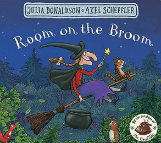 JULIA DONALDSON • AXEL SCHEFFLER
Room on the Broom